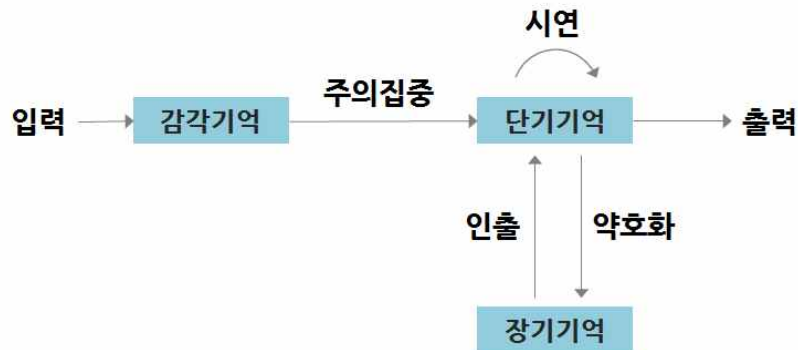 시연
주의집중
입력 감각기억 단기기억 출력
인출 약호화
장기기억